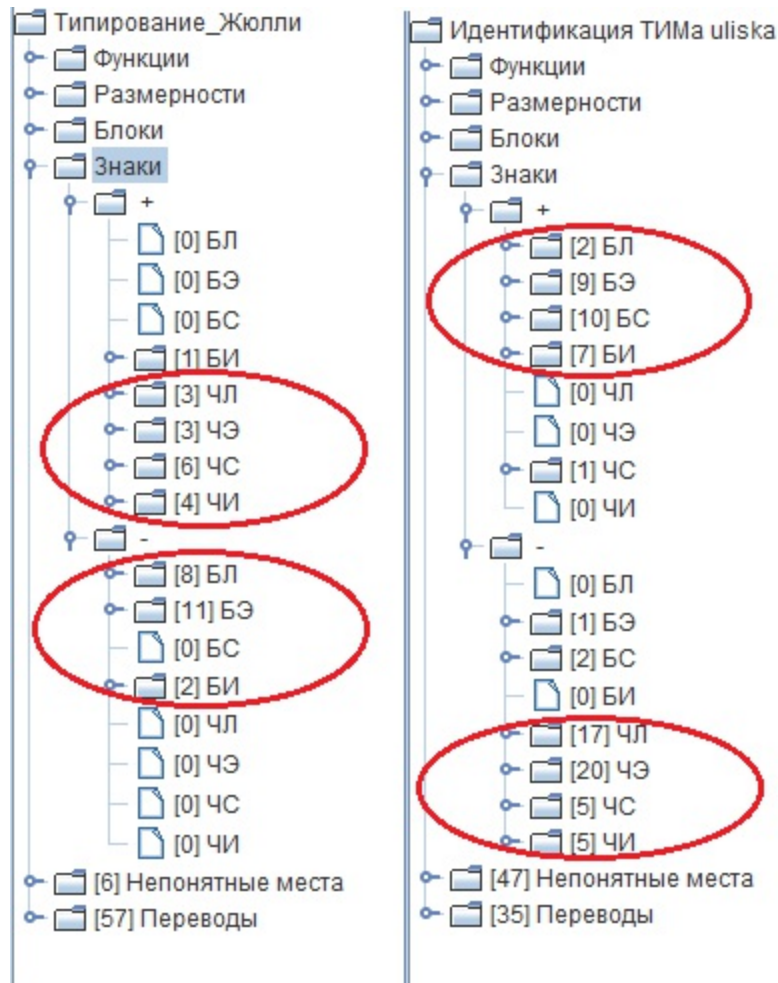 Типирование_Жюлли
Функции
Размерности
Блоки
Знаки
+
[0] БЛ
[0] БЭ
[0] БС
[1] БИ
[3] ЧЛ
[3] ЧЭ
[6] ЧС
[4] ЧИ
-
[8] БЛ
[11] БЭ
[0] БС
[2] БИ
[0] ЧЛ
[0] ЧЭ
[0] ЧС
[0] ЧИ
[6] Непонятные места
[57] Переводы
Идентификация ТИМа uliska
Функции
Размерности
Блоки
Знаки
+
[2] БЛ
[9] БЭ
[10] БС
[7] БИ
[0] ЧЛ
[0] ЧЭ
[1] ЧС
[0] ЧИ
-
[0] БЛ
[1] БЭ
[2] БС
[0] БИ
[17] ЧЛ
[20] ЧЭ
[5] ЧС
[5] ЧИ
[47] Непонятные места
[35] Переводы